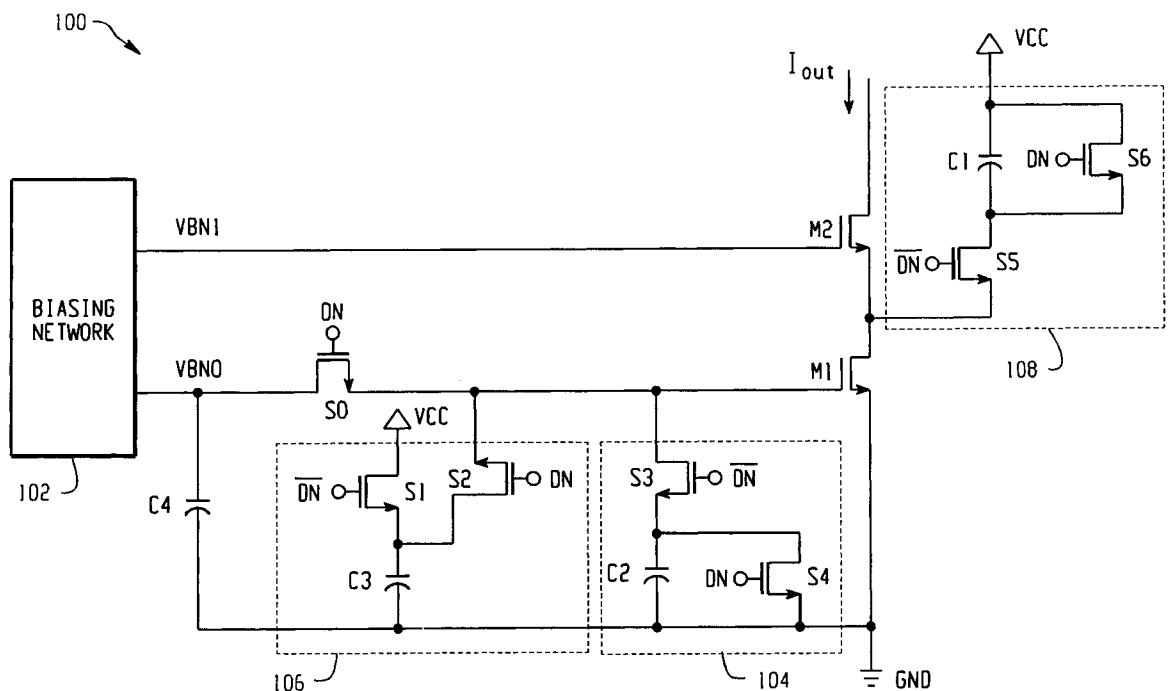 100
VCC
Iout
C1
DN
S6
VBN1
M2
DN̅
S5
BIASING
NETWORK
DN
VBN0
M1
108
S0
VCC
102
C4
DN̅
S1
S2
DN
S3
DN̅
C3
C2
DN
S4
106
104
GND